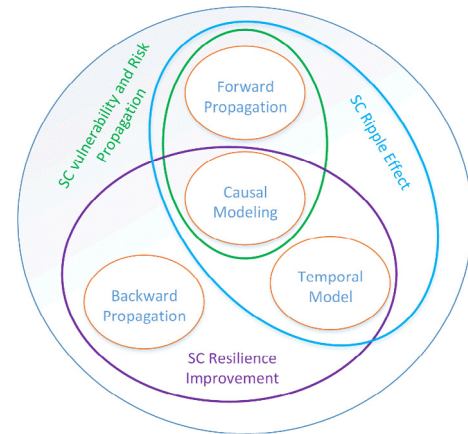 SC vulnerability and Risk
Propagation
Forward
Propagation
SC Ripple Effect
Causal
Modeling
Temporal
Model
Backward
Propagation
SC Resilience
Improvement